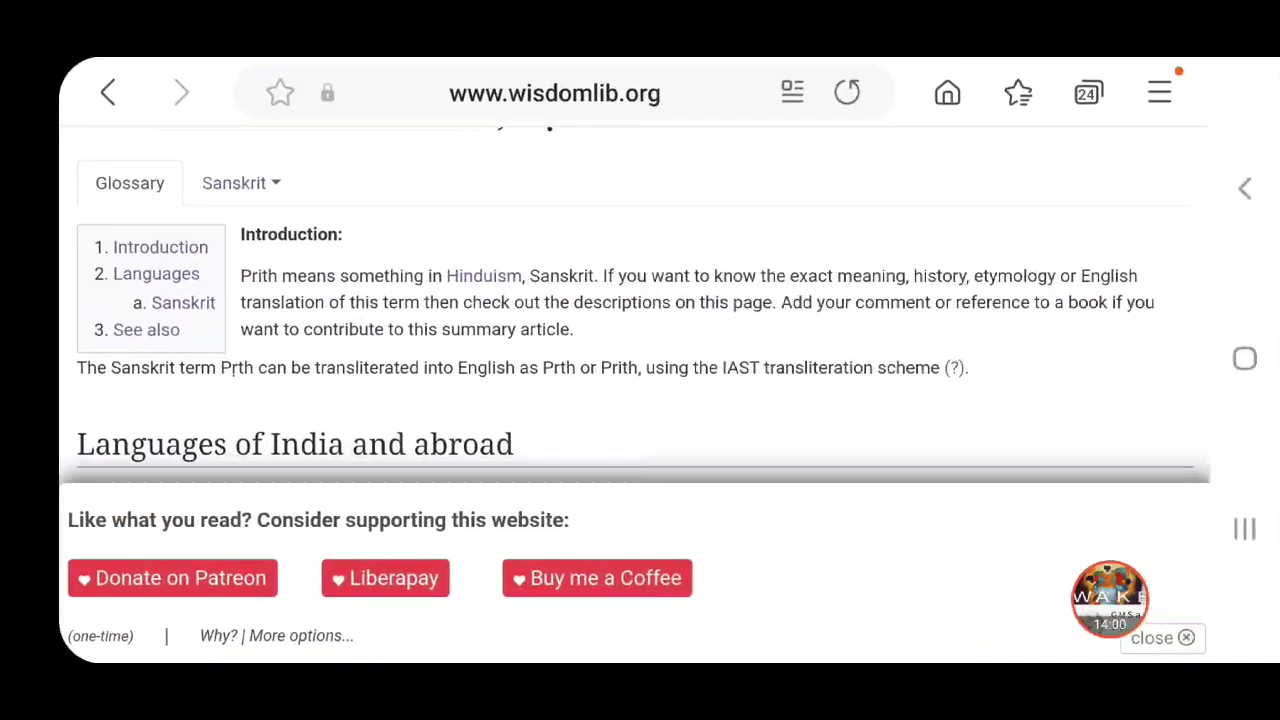 www.wisdomlib.org
24
Glossary
Sanskrit
1. Introduction
2. Languages
a. Sanskrit
3. See also
Introduction:
Prith means something in Hinduism, Sanskrit. If you want to know the exact meaning, history, etymology or English
translation of this term then check out the descriptions on this page. Add your comment or reference to a book if you
want to contribute to this summary article.
The Sanskrit term Pṛth can be transliterated into English as Prth or Prith, using the IAST transliteration scheme (?).
Languages of India and abroad
Like what you read? Consider supporting this website:
Donate on Patreon
Liberapay
Buy me a Coffee
(one-time) | Why? | More options...
WAKE
14:00
close